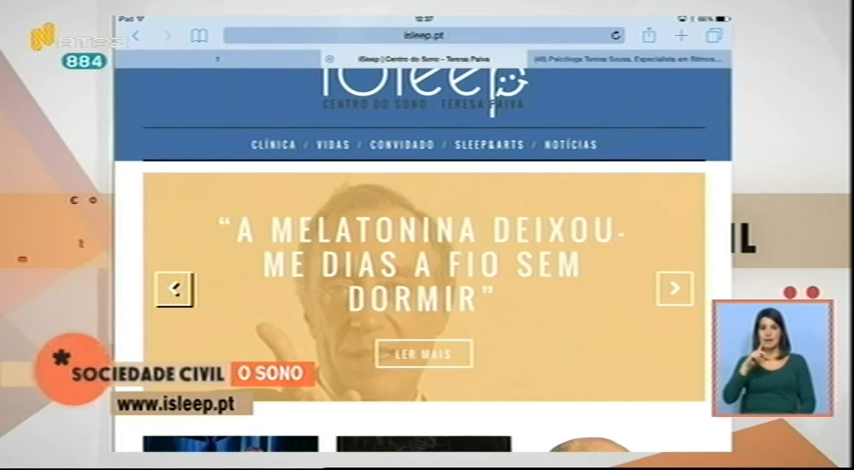 iPad
12:37
86%
isleep.pt
884
1
iSleep | Centro do Sono - Teresa Paiva
(48) Psicóloga Teresa Sousa, Especialista em Ritmos...
iSleep
CENTRO DO SONO - TERESA PAIVA
CLÍNICA / VIDAS / CONVIDADO / SLEEP&ARTS / NOTÍCIAS
"A MELATONINA DEIXOU-
ME DIAS A FIO SEM
DORMIR"
LER MAIS
* SOCIEDADE CIVIL O SONO
www.isleep.pt